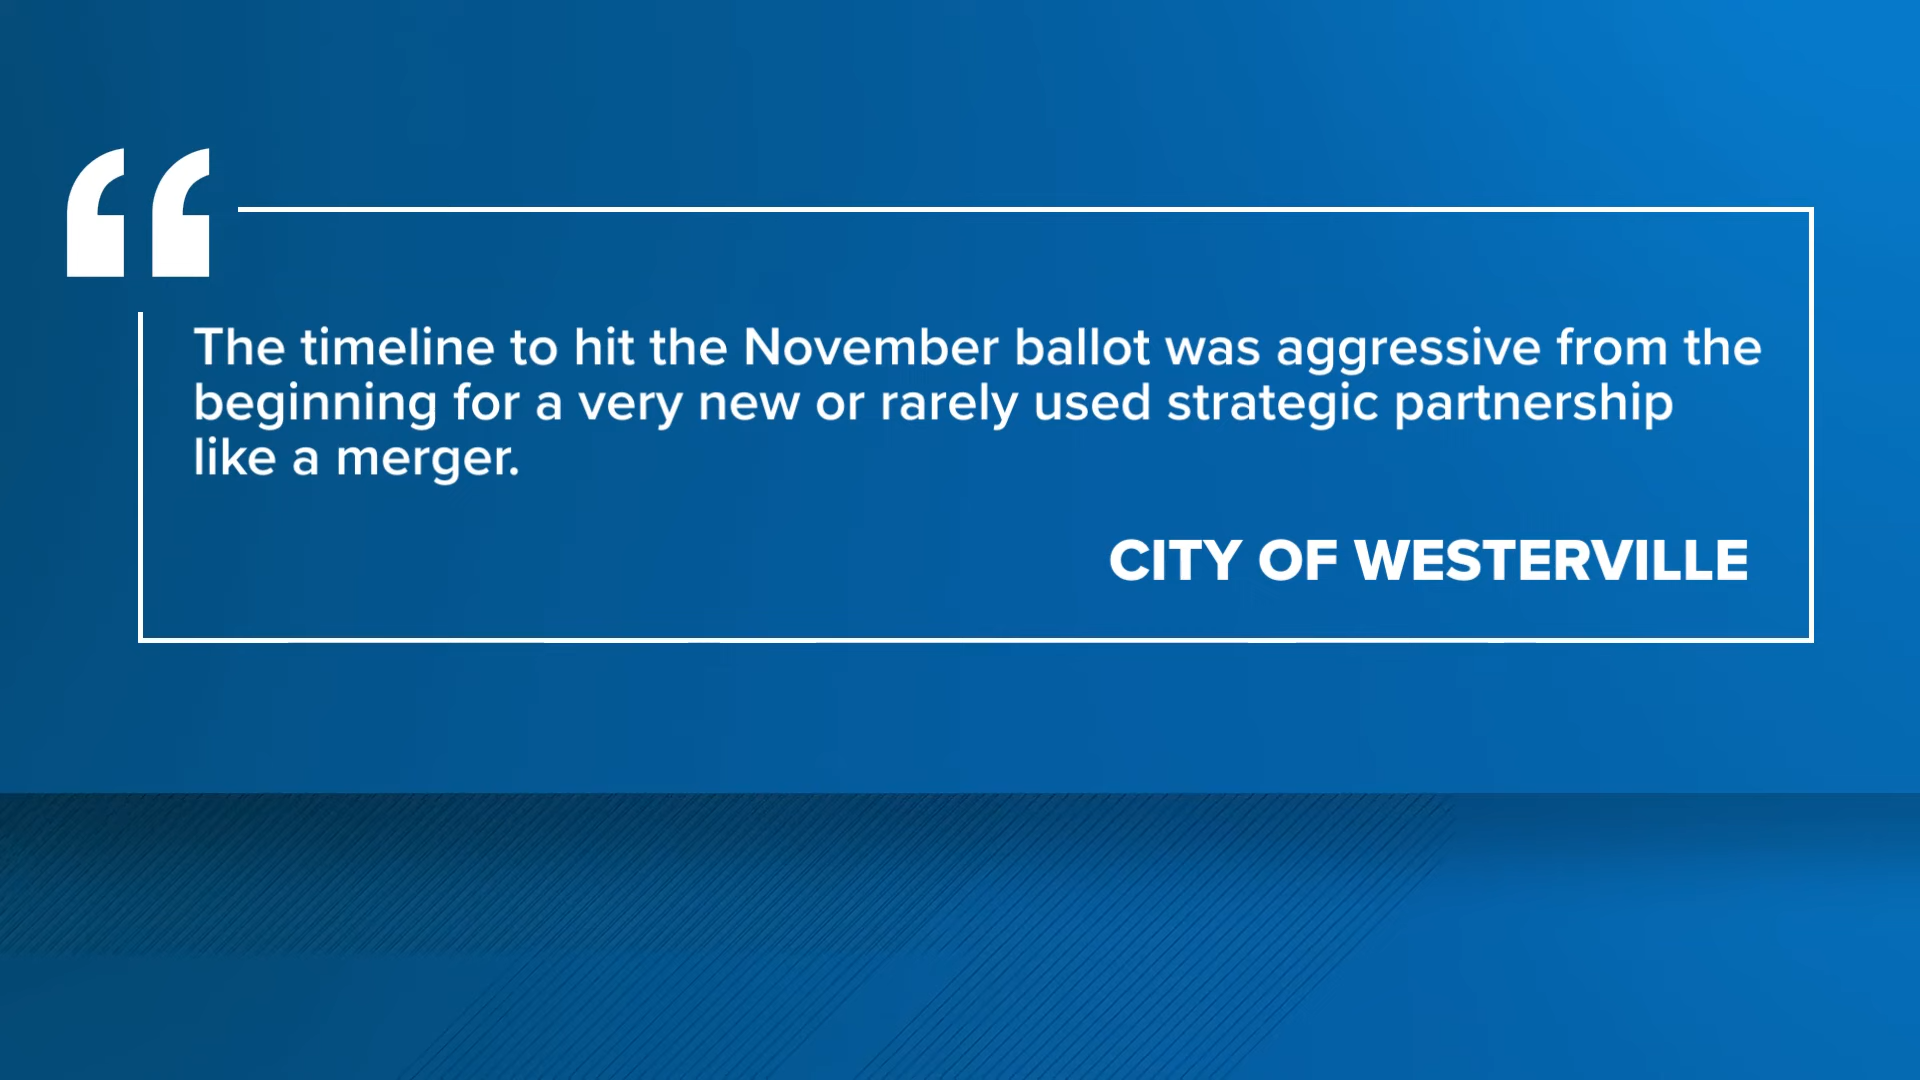 “
The timeline to hit the November ballot was aggressive from the
beginning for a very new or rarely used strategic partnership
like a merger.
CITY OF WESTERVILLE